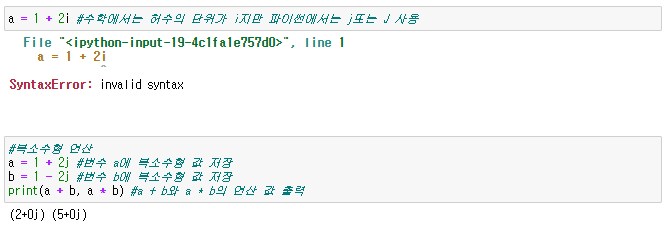 a = 1 + 2i #수학에서는 허수의 단위가 i지만 파이썬에서는 j또는 J 사용
File "<ipython-input-19-4c1fa1e757d0>", line 1
a = 1 + 2i
^
SyntaxError: invalid syntax
#복소수형 연산
a = 1 + 2j #변수 a에 복소수형 값 저장
b = 1 - 2j #변수 b에 복소수형 값 저장
print(a + b, a * b) #a + b와 a * b의 연산 값 출력
(2+0j) (5+0j)